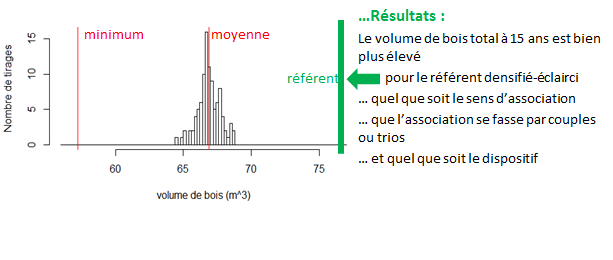 minimum
moyenne
référent
Nombre de tirages
0
5
10
15
60
65
70
75
volume de bois (m^3)
...Résultats :
Le volume de bois total à 15 ans est bien
plus élevé
pour le référent densifié-éclairci
... quel que soit le sens d'association
... que l'association se fasse par couples
ou trios
... et quel que soit le dispositif